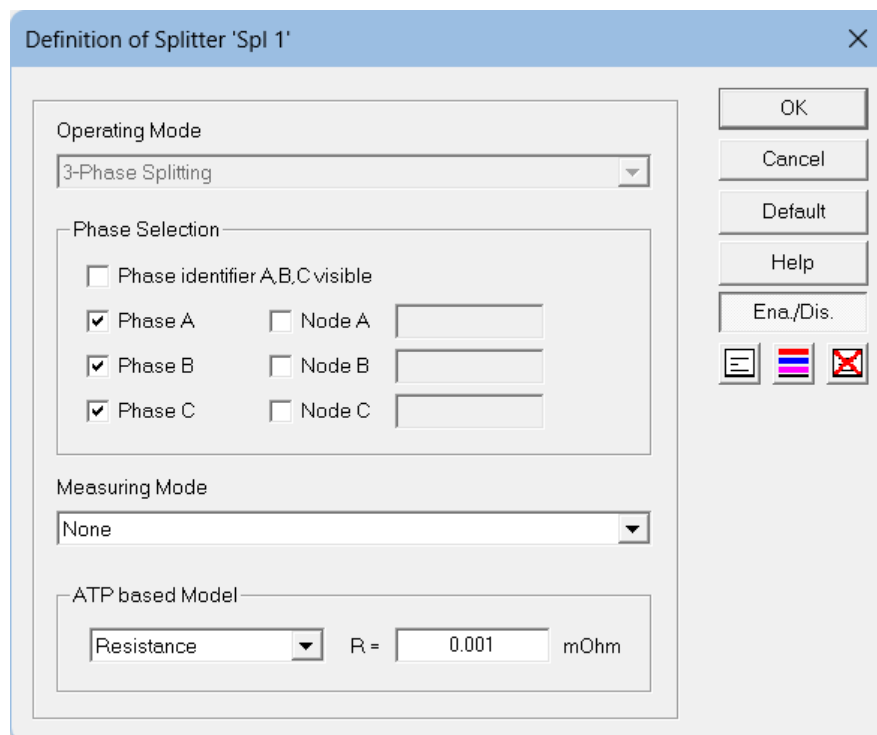 Definition of Splitter 'Spl 1'
OK
Operating Mode
Cancel
3-Phase Splitting
Default
Phase Selection
Help
Phase identifier A,B,C visible
Ena./Dis.
Phase A Node A
Phase B Node B
Phase C Node C
Measuring Mode
None
ATP based Model
Resistance R = 0.001 mOhm